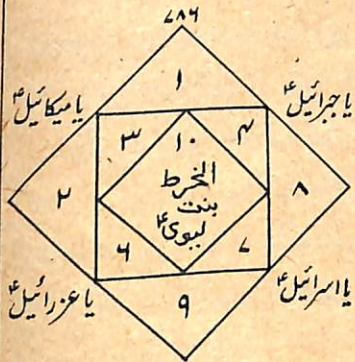 ۷۸۶
۱
یا جبرائیلؑ یا میکائیلؑ
۴ ۱۰ ۳
المخرط
۸ ۲
بنت
۷ ۶
یا اسرائیلؑ یا عزرائیلؑ
۹